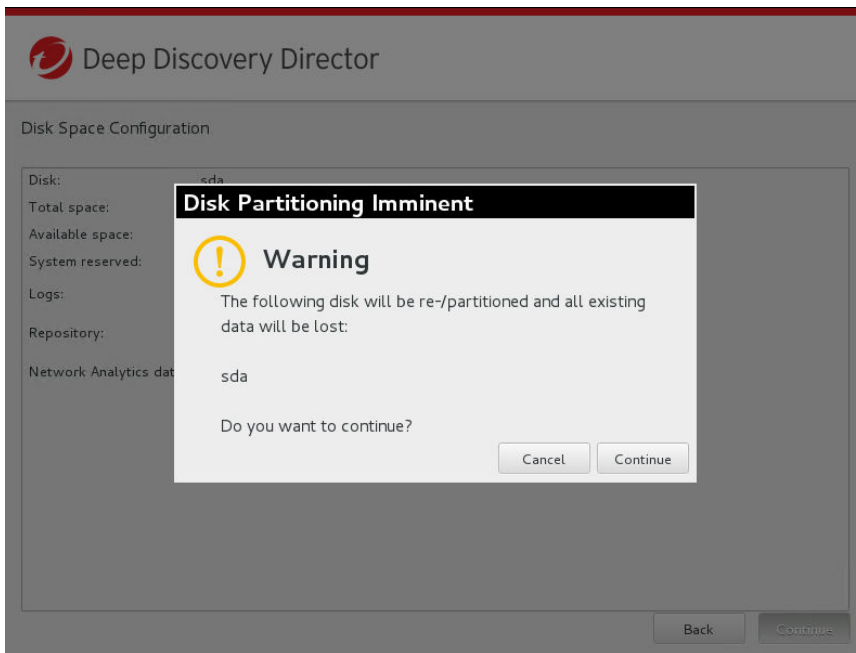 Deep Discovery Director
Disk Space Configuration
Disk: sda
Total space:
Available space:
System reserved:
Logs:
Repository:
Network Analytics dat
Disk Partitioning Imminent
Warning
The following disk will be re-/partitioned and all existing
data will be lost:
sda
Do you want to continue?
Cancel Continue
Back Continue